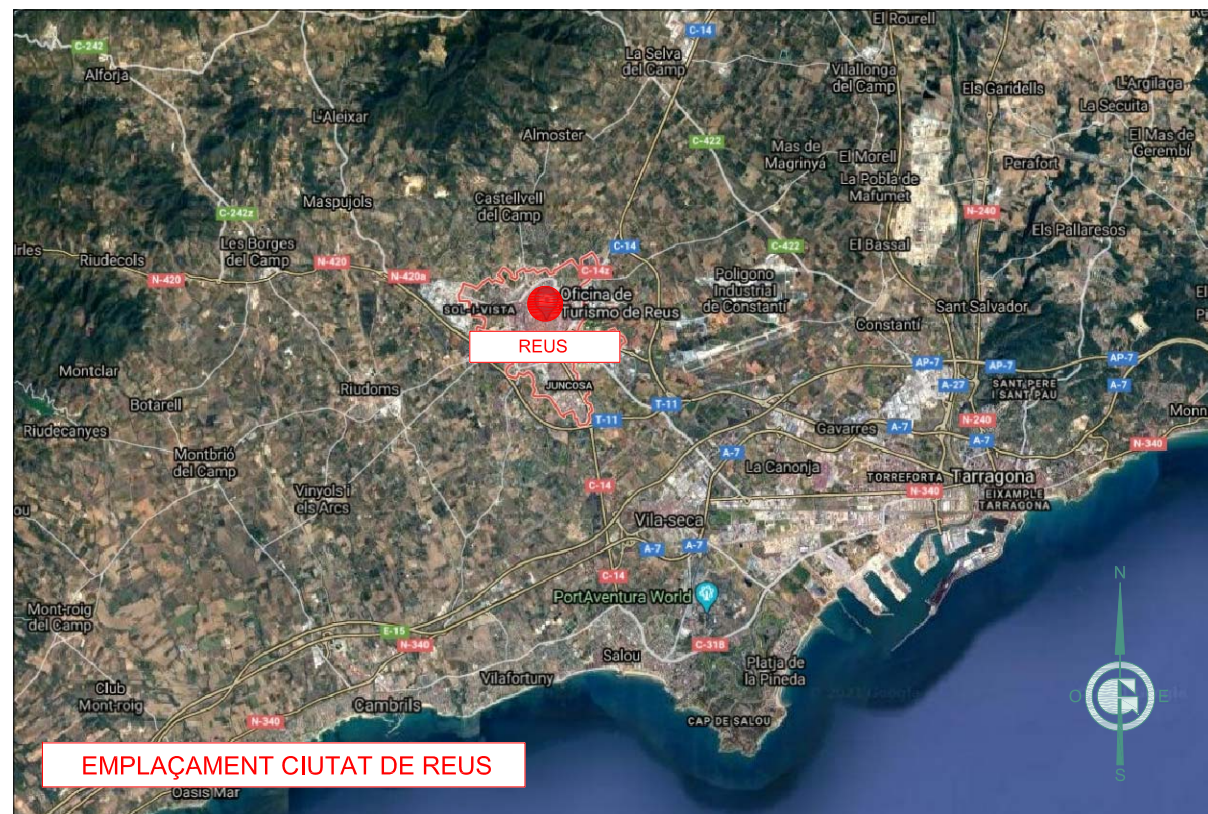 El Rourell
C-14
C-242
La Selva
del Camp
Alforja
Vilallonga
del Camp
Els Garidells
L'Argilaga
La Secuita
L'Aleixar
Almoster
C-422
Mas de
Magrinyá
El Morell
Perafort
El Mas de
Gerembí
La Pobla de
Mafumet
Maspujols
Castellvell
del Camp
C-242z
N-240
Els Pallaresos
Irles
Riudecols
Les Borges
del Camp
N-420
N-420
N-420a
C-14
C-14z
C-422
El Bassal
Poligono
Industrial
de Constantí
SOL-I-VISTA
Oficina de
Turismo de Reus
Sant Salvador
Constantí
REUS
AP-7
AP-7
AP-7
A-7
A-27
SANT PERE
I SANT PAU
Montclar
Botarell
Riudoms
JUNCOSA
T-11
T-11
N-240
Riudecanyes
Gavarres
A-7
A-7
N-340
Montbrió
del Camp
A-7
La Canonja
TORREFORTA
Tarragona
N-340
EIXAMPLE
TARRAGONA
C-14
Vinyols i
els Arcs
Vila-seca
A-7
A-7
C-14
PortAventura World
Mont-roig
del Camp
E-15
N-340
C-31B
Salou
Platja de
la Pineda
Vilafortuny
Club
Mont-roig
Cambrils
N-340
CAP DE SALOU
N
O
E
S
EMPLAÇAMENT CIUTAT DE REUS
Oasis Mar